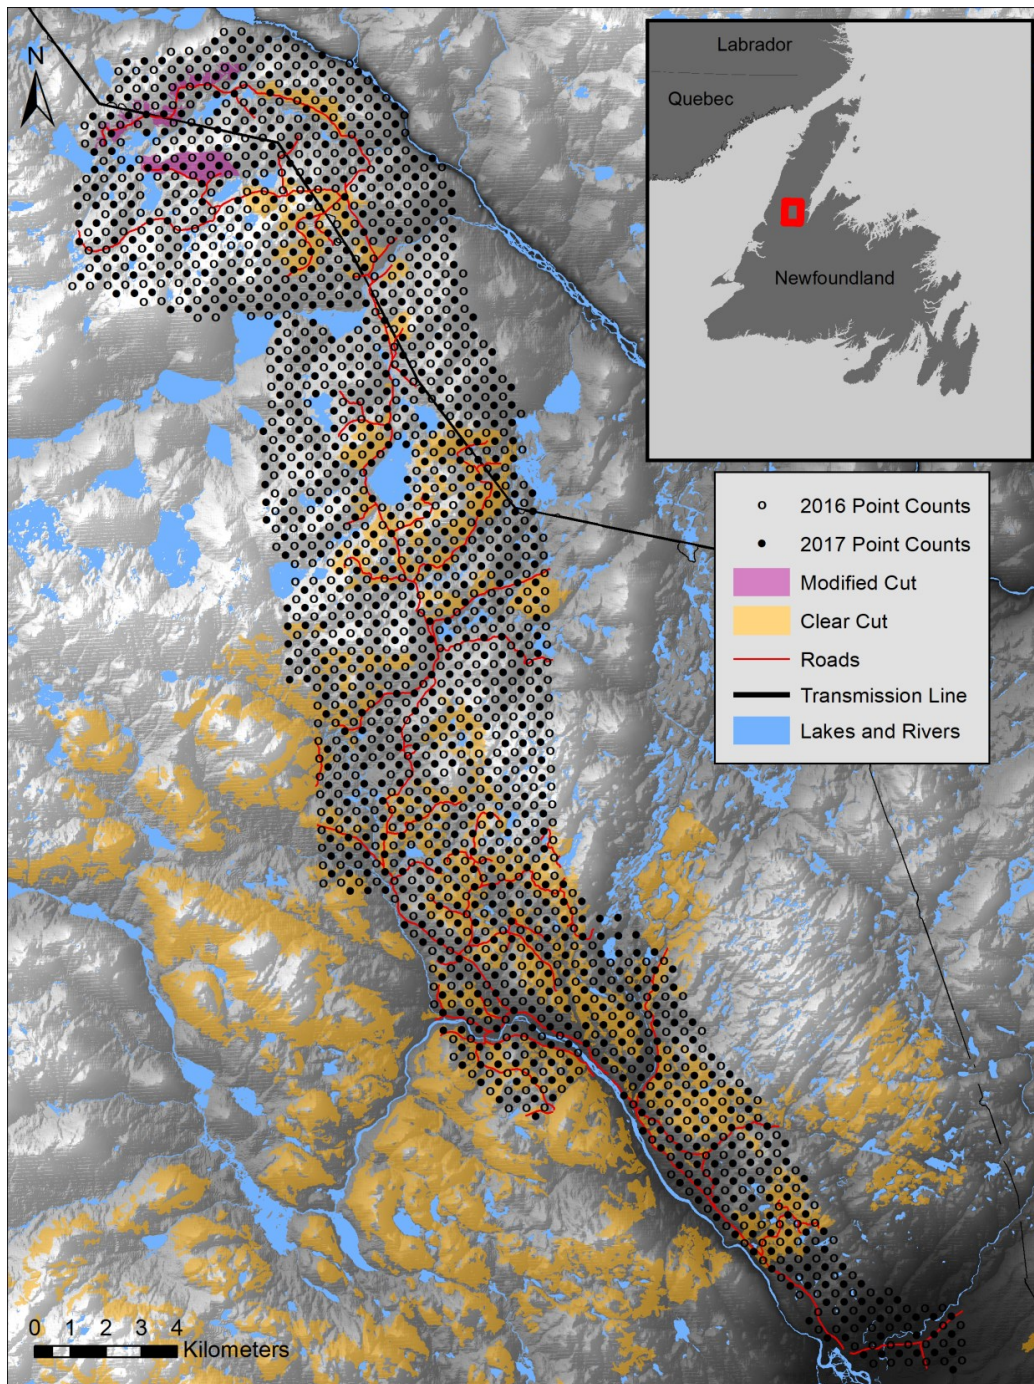 N
Labrador
Quebec
Newfoundland
2016 Point Counts
2017 Point Counts
Modified Cut
Clear Cut
Roads
Transmission Line
Lakes and Rivers
0 1 2 3 4
Kilometers